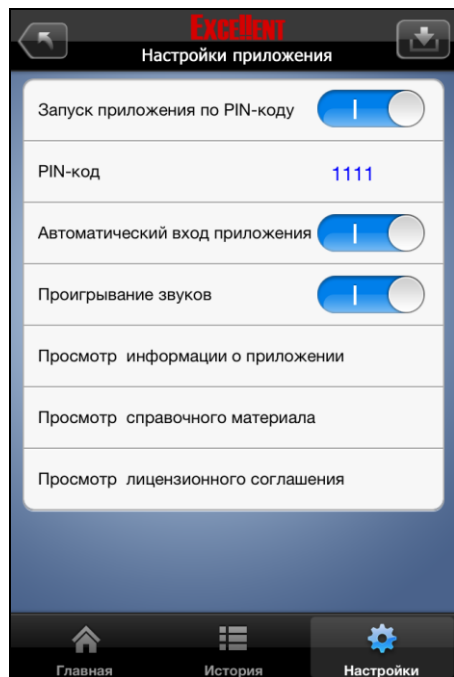 ExcellENT
Настройки приложения
Запуск приложения по PIN-коду
PIN-код 1111
Автоматический вход приложения
Проигрывание звуков
Просмотр информации о приложении
Просмотр справочного материала
Просмотр лицензионного соглашения
Главная История Настройки